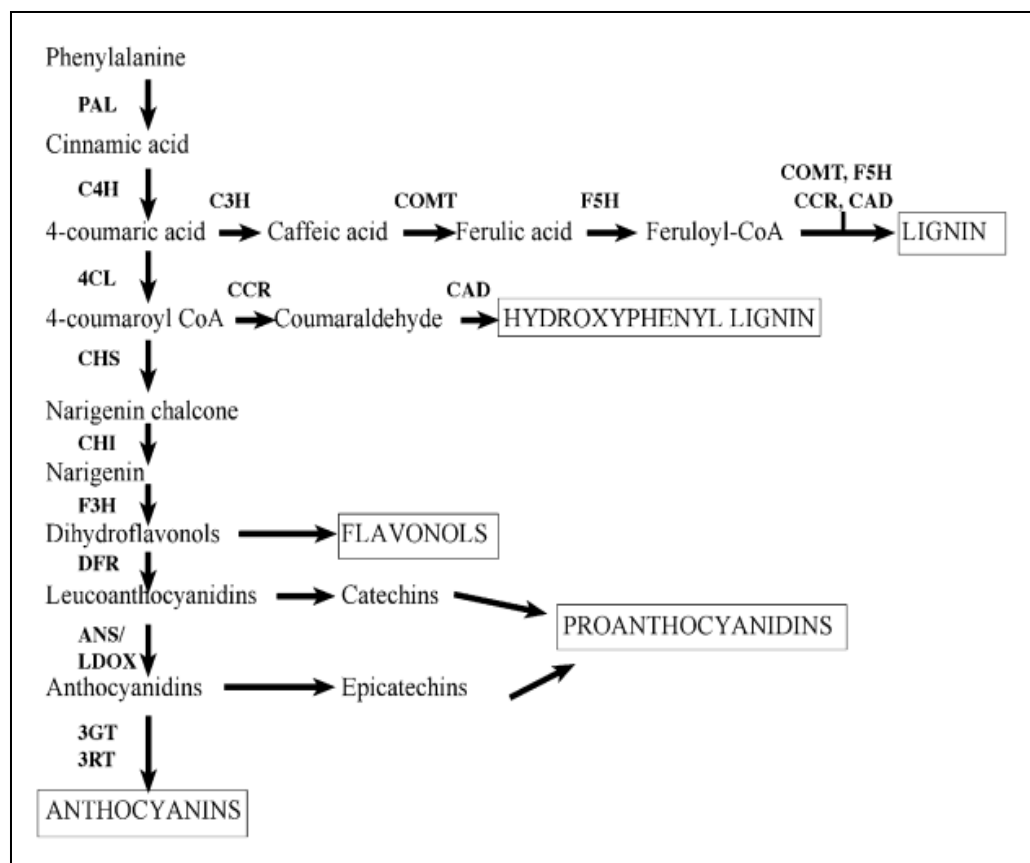 Phenylalanine
PAL
Cinnamic acid
C4H
C3H
COMT
F5H
COMT, F5H
CCR, CAD
4-coumaric acid
Caffeic acid
Ferulic acid
Feruloyl-CoA
LIGNIN
4CL
CCR
CAD
4-coumaroyl CoA
Coumaraldehyde
HYDROXYPHENYL LIGNIN
CHS
Narigenin chalcone
CHI
Narigenin
F3H
Dihydroflavonols
FLAVONOLS
DFR
Leucoanthocyanidins
Catechins
PROANTHOCYANIDINS
ANS/
LDOX
Anthocyanidins
Epicatechins
3GT
3RT
ANTHOCYANINS